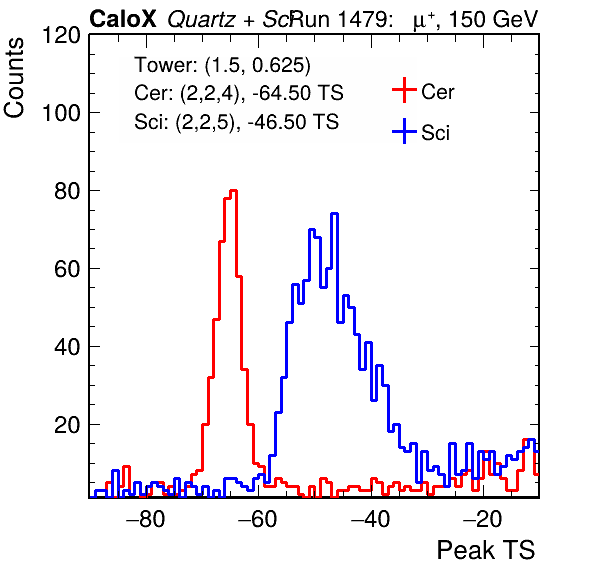 CaloX Quartz + Sci Run 1479: μ⁺, 150 GeV
Counts
Tower: (1.5, 0.625)
Cer: (2,2,4), -64.50 TS
Sci: (2,2,5), -46.50 TS
Cer
Sci
120
100
80
60
40
20
−80 −60 −40 −20
Peak TS